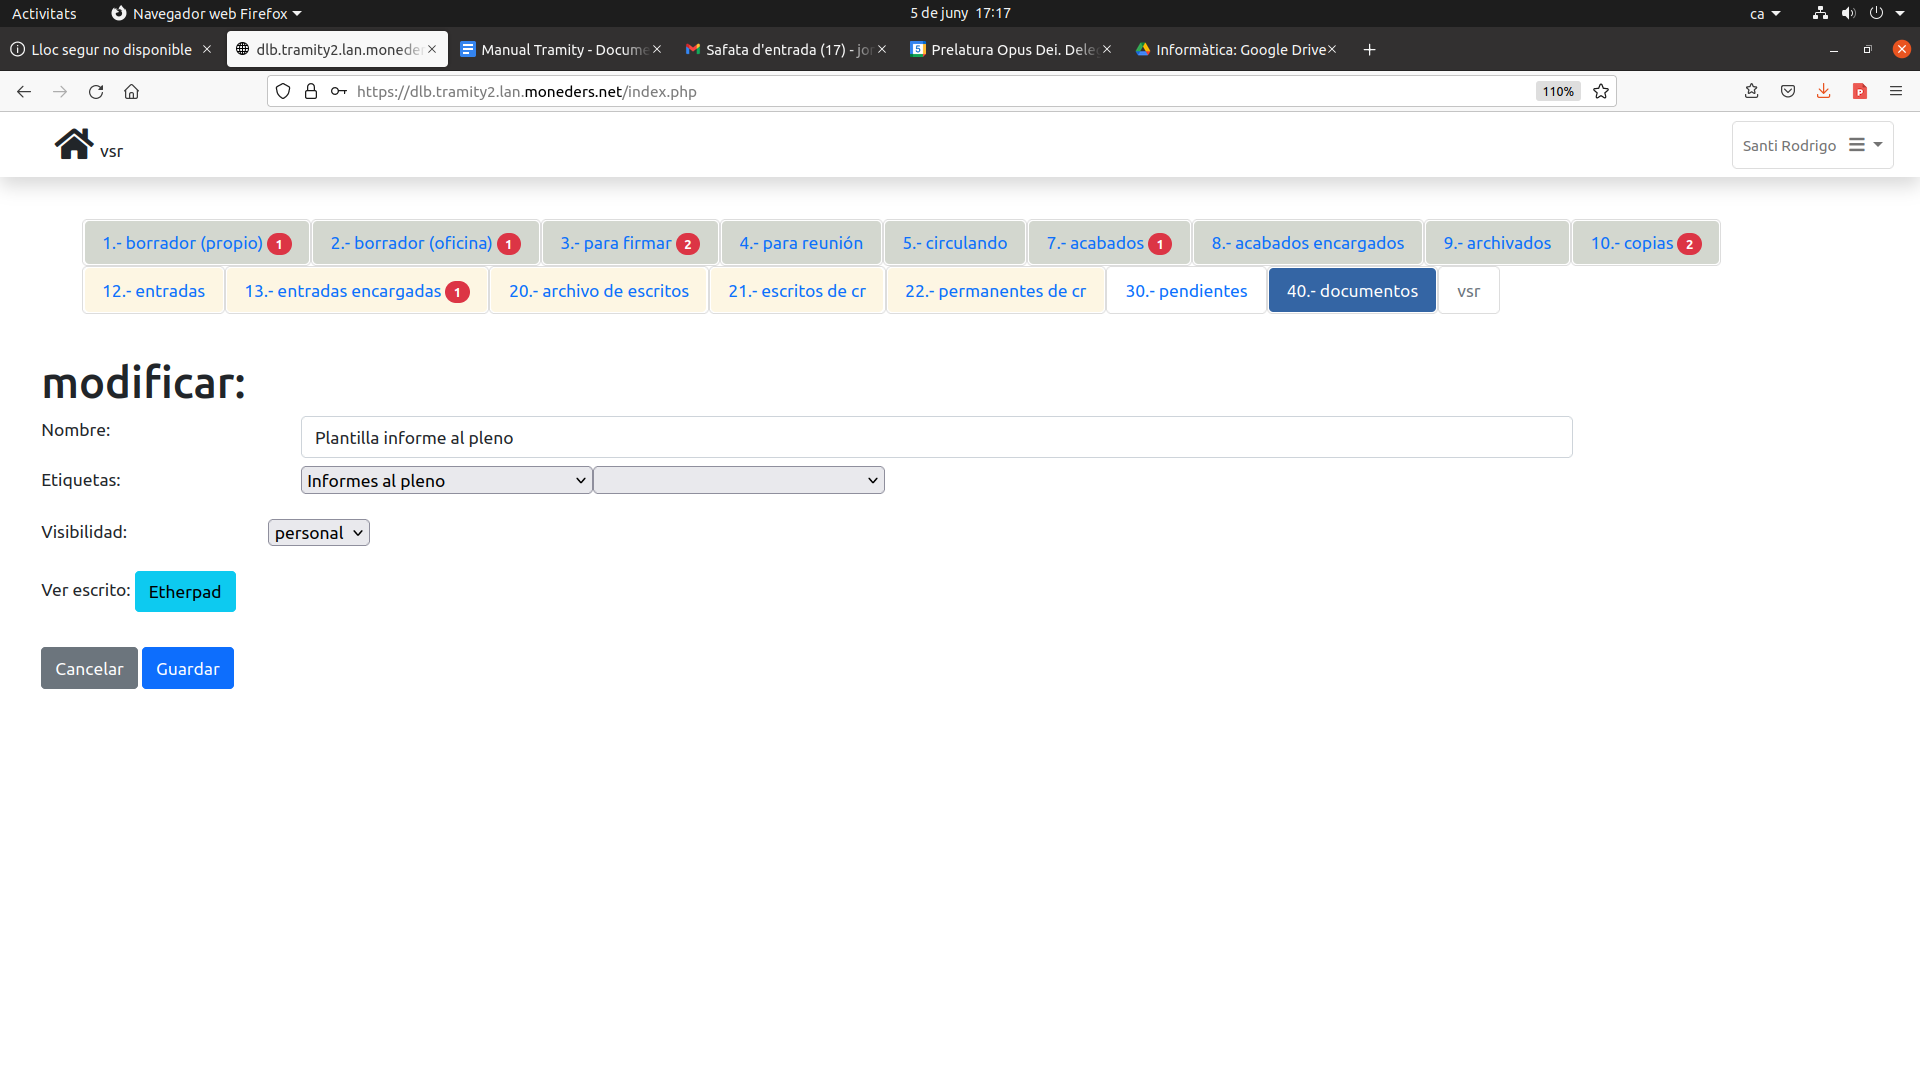 Activitats Navegador web Firefox 5 de juny 17:17 ca
Lloc segur no disponible dlb.tramity2.lan.moneder Manual Tramity - Docume Safata d'entrada (17) - jo Prelatura Opus Dei. Dele Informàtica: Google Drive
https://dlb.tramity2.lan.moneders.net/index.php 110%
vsr Santi Rodrigo
1.- borrador (propio) 1 2.- borrador (oficina) 1 3.- para firmar 2 4.- para reunión 5.- circulando 7.- acabados 1 8.- acabados encargados 9.- archivados 10.- copias 2
12.- entradas 13.- entradas encargadas 1 20.- archivo de escritos 21.- escritos de cr 22.- permanentes de cr 30.- pendientes 40.- documentos vsr
modificar:
Nombre: Plantilla informe al pleno
Etiquetas: Informes al pleno
Visibilidad: personal
Ver escrito: Etherpad
Cancelar Guardar